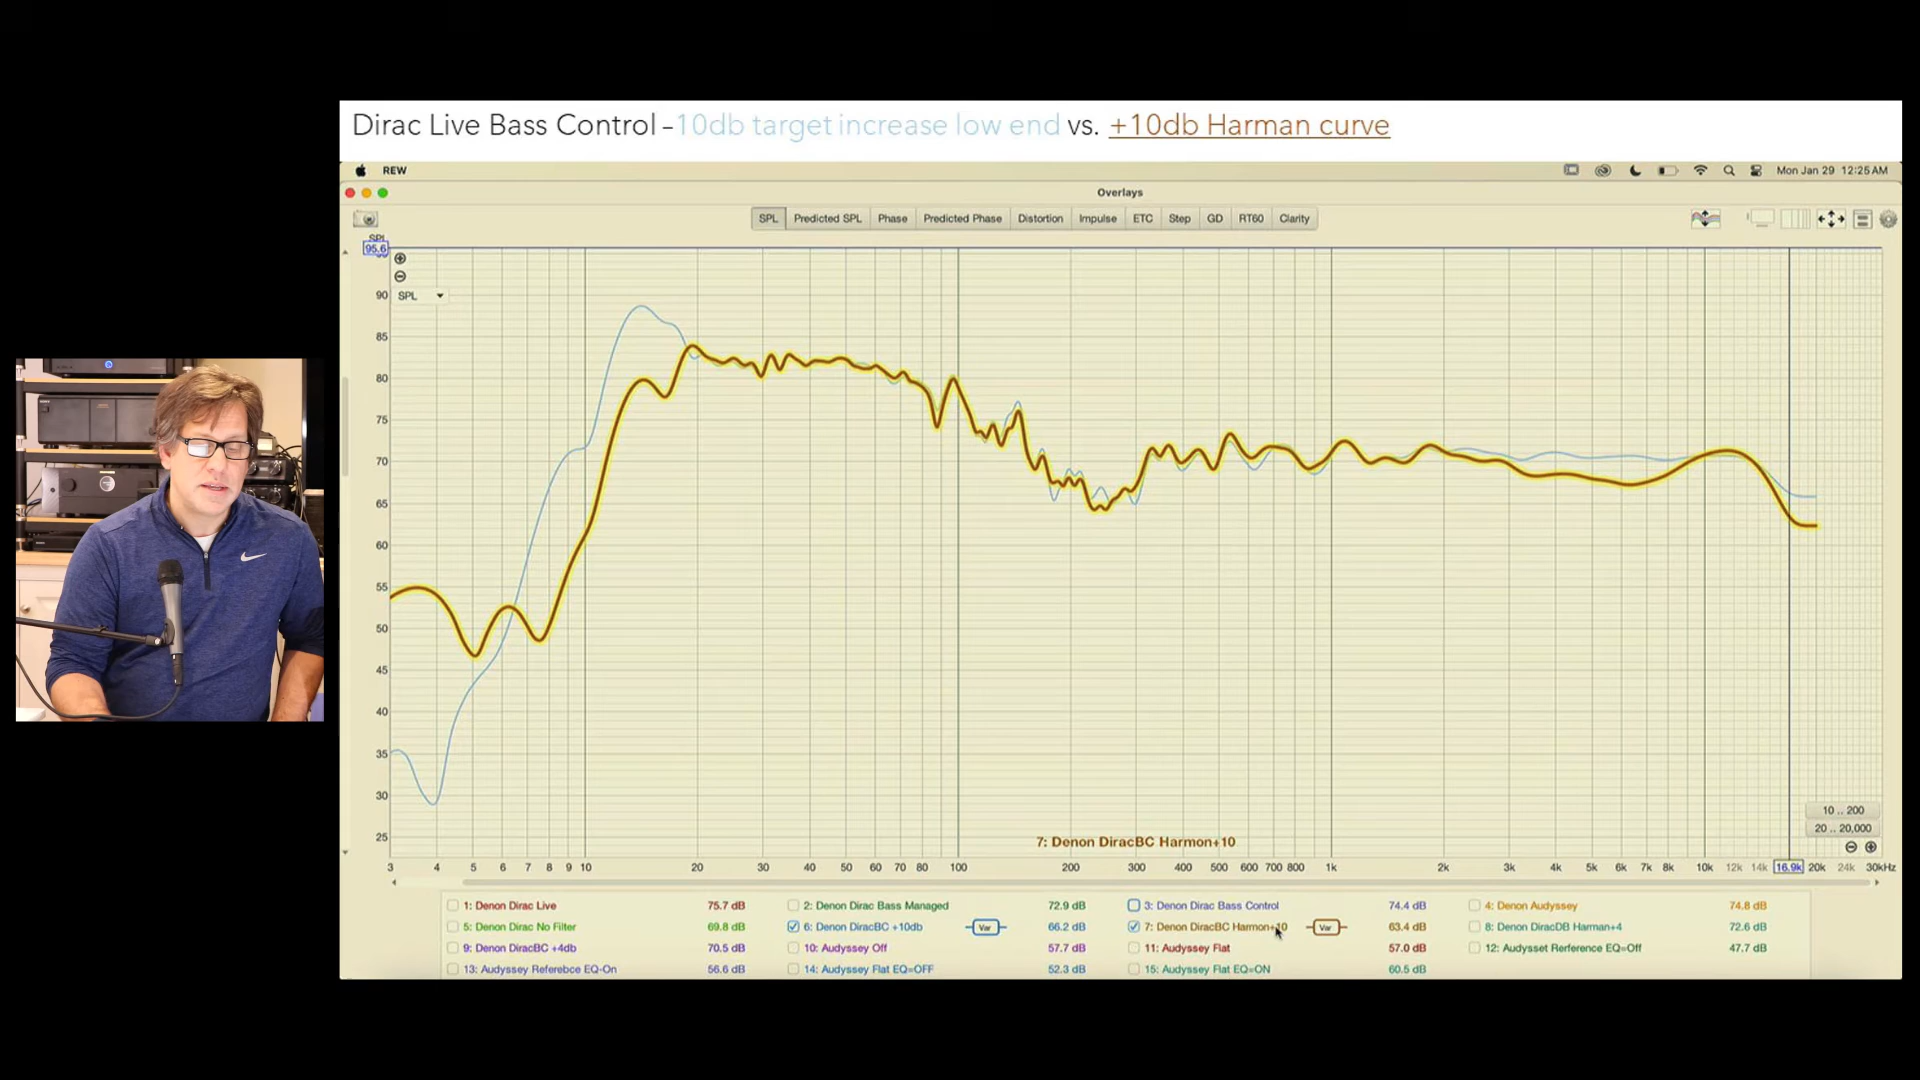 Dirac Live Bass Control –10db target increase low end vs. +10db Harman curve
REW
Mon Jan 29 12:25 AM
Overlays
SPL Predicted SPL Phase Predicted Phase Distortion Impulse ETC Step GD RT60 Clarity
SPL
95.6
90 SPL
85
80
75
70
65
60
55
50
45
40
35
30
25
10 .. 200
20 .. 20,000
7: Denon DiracBC Harmon+10
3 4 5 6 7 8 9 10 20 30 40 50 60 70 80 100 200 300 400 500 600 700 800 1k 2k 3k 4k 5k 6k 7k 8k 10k 12k 14k 16.9k 20k 24k 30kHz
1: Denon Dirac Live 75.7 dB 2: Denon Dirac Bass Managed 72.9 dB 3: Denon Dirac Bass Control 74.4 dB 4: Denon Audyssey 74.8 dB
5: Denon Dirac No Filter 69.8 dB 6: Denon DiracBC +10db Var 66.2 dB 7: Denon DiracBC Harmon+10 Var 63.4 dB 8: Denon DiracDB Harman+4 72.6 dB
9: Denon DiracBC +4db 70.5 dB 10: Audyssey Off 57.7 dB 11: Audyssey Flat 57.0 dB 12: Audysset Rerference EQ=Off 47.7 dB
13: Audyssey Referebce EQ-On 56.6 dB 14: Audyssey Flat EQ=OFF 52.3 dB 15: Audyssey Flat EQ=ON 60.5 dB